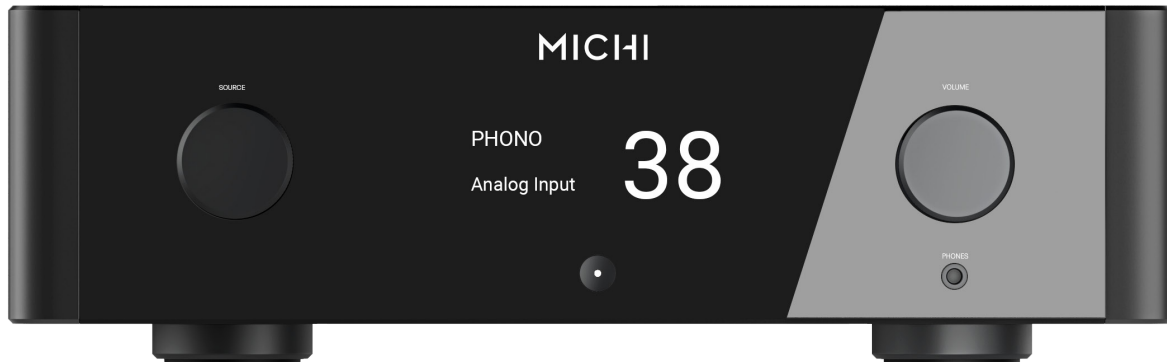 MICHI
SOURCE
VOLUME
PHONO
38
Analog Input
PHONES